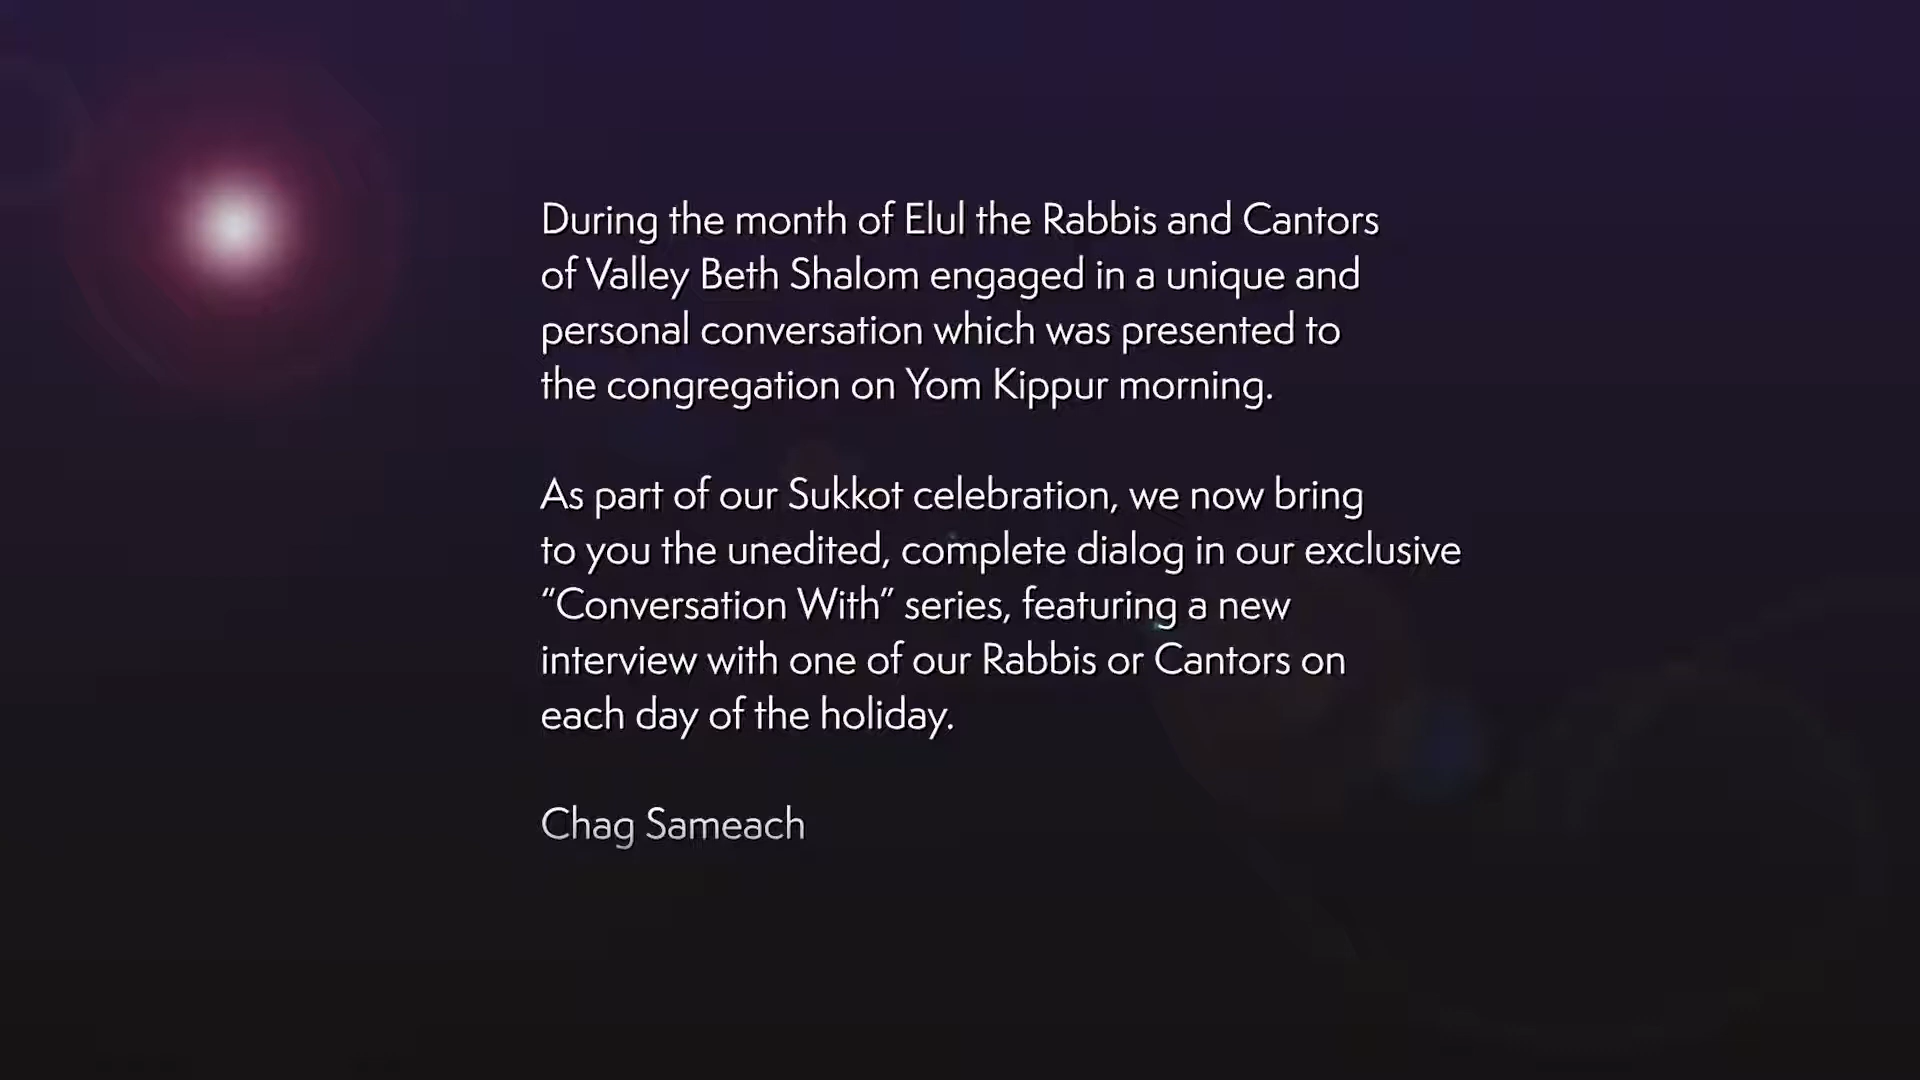 During the month of Elul the Rabbis and Cantors
of Valley Beth Shalom engaged in a unique and
personal conversation which was presented to
the congregation on Yom Kippur morning.
As part of our Sukkot celebration, we now bring
to you the unedited, complete dialog in our exclusive
“Conversation With” series, featuring a new
interview with one of our Rabbis or Cantors on
each day of the holiday.
Chag Sameach